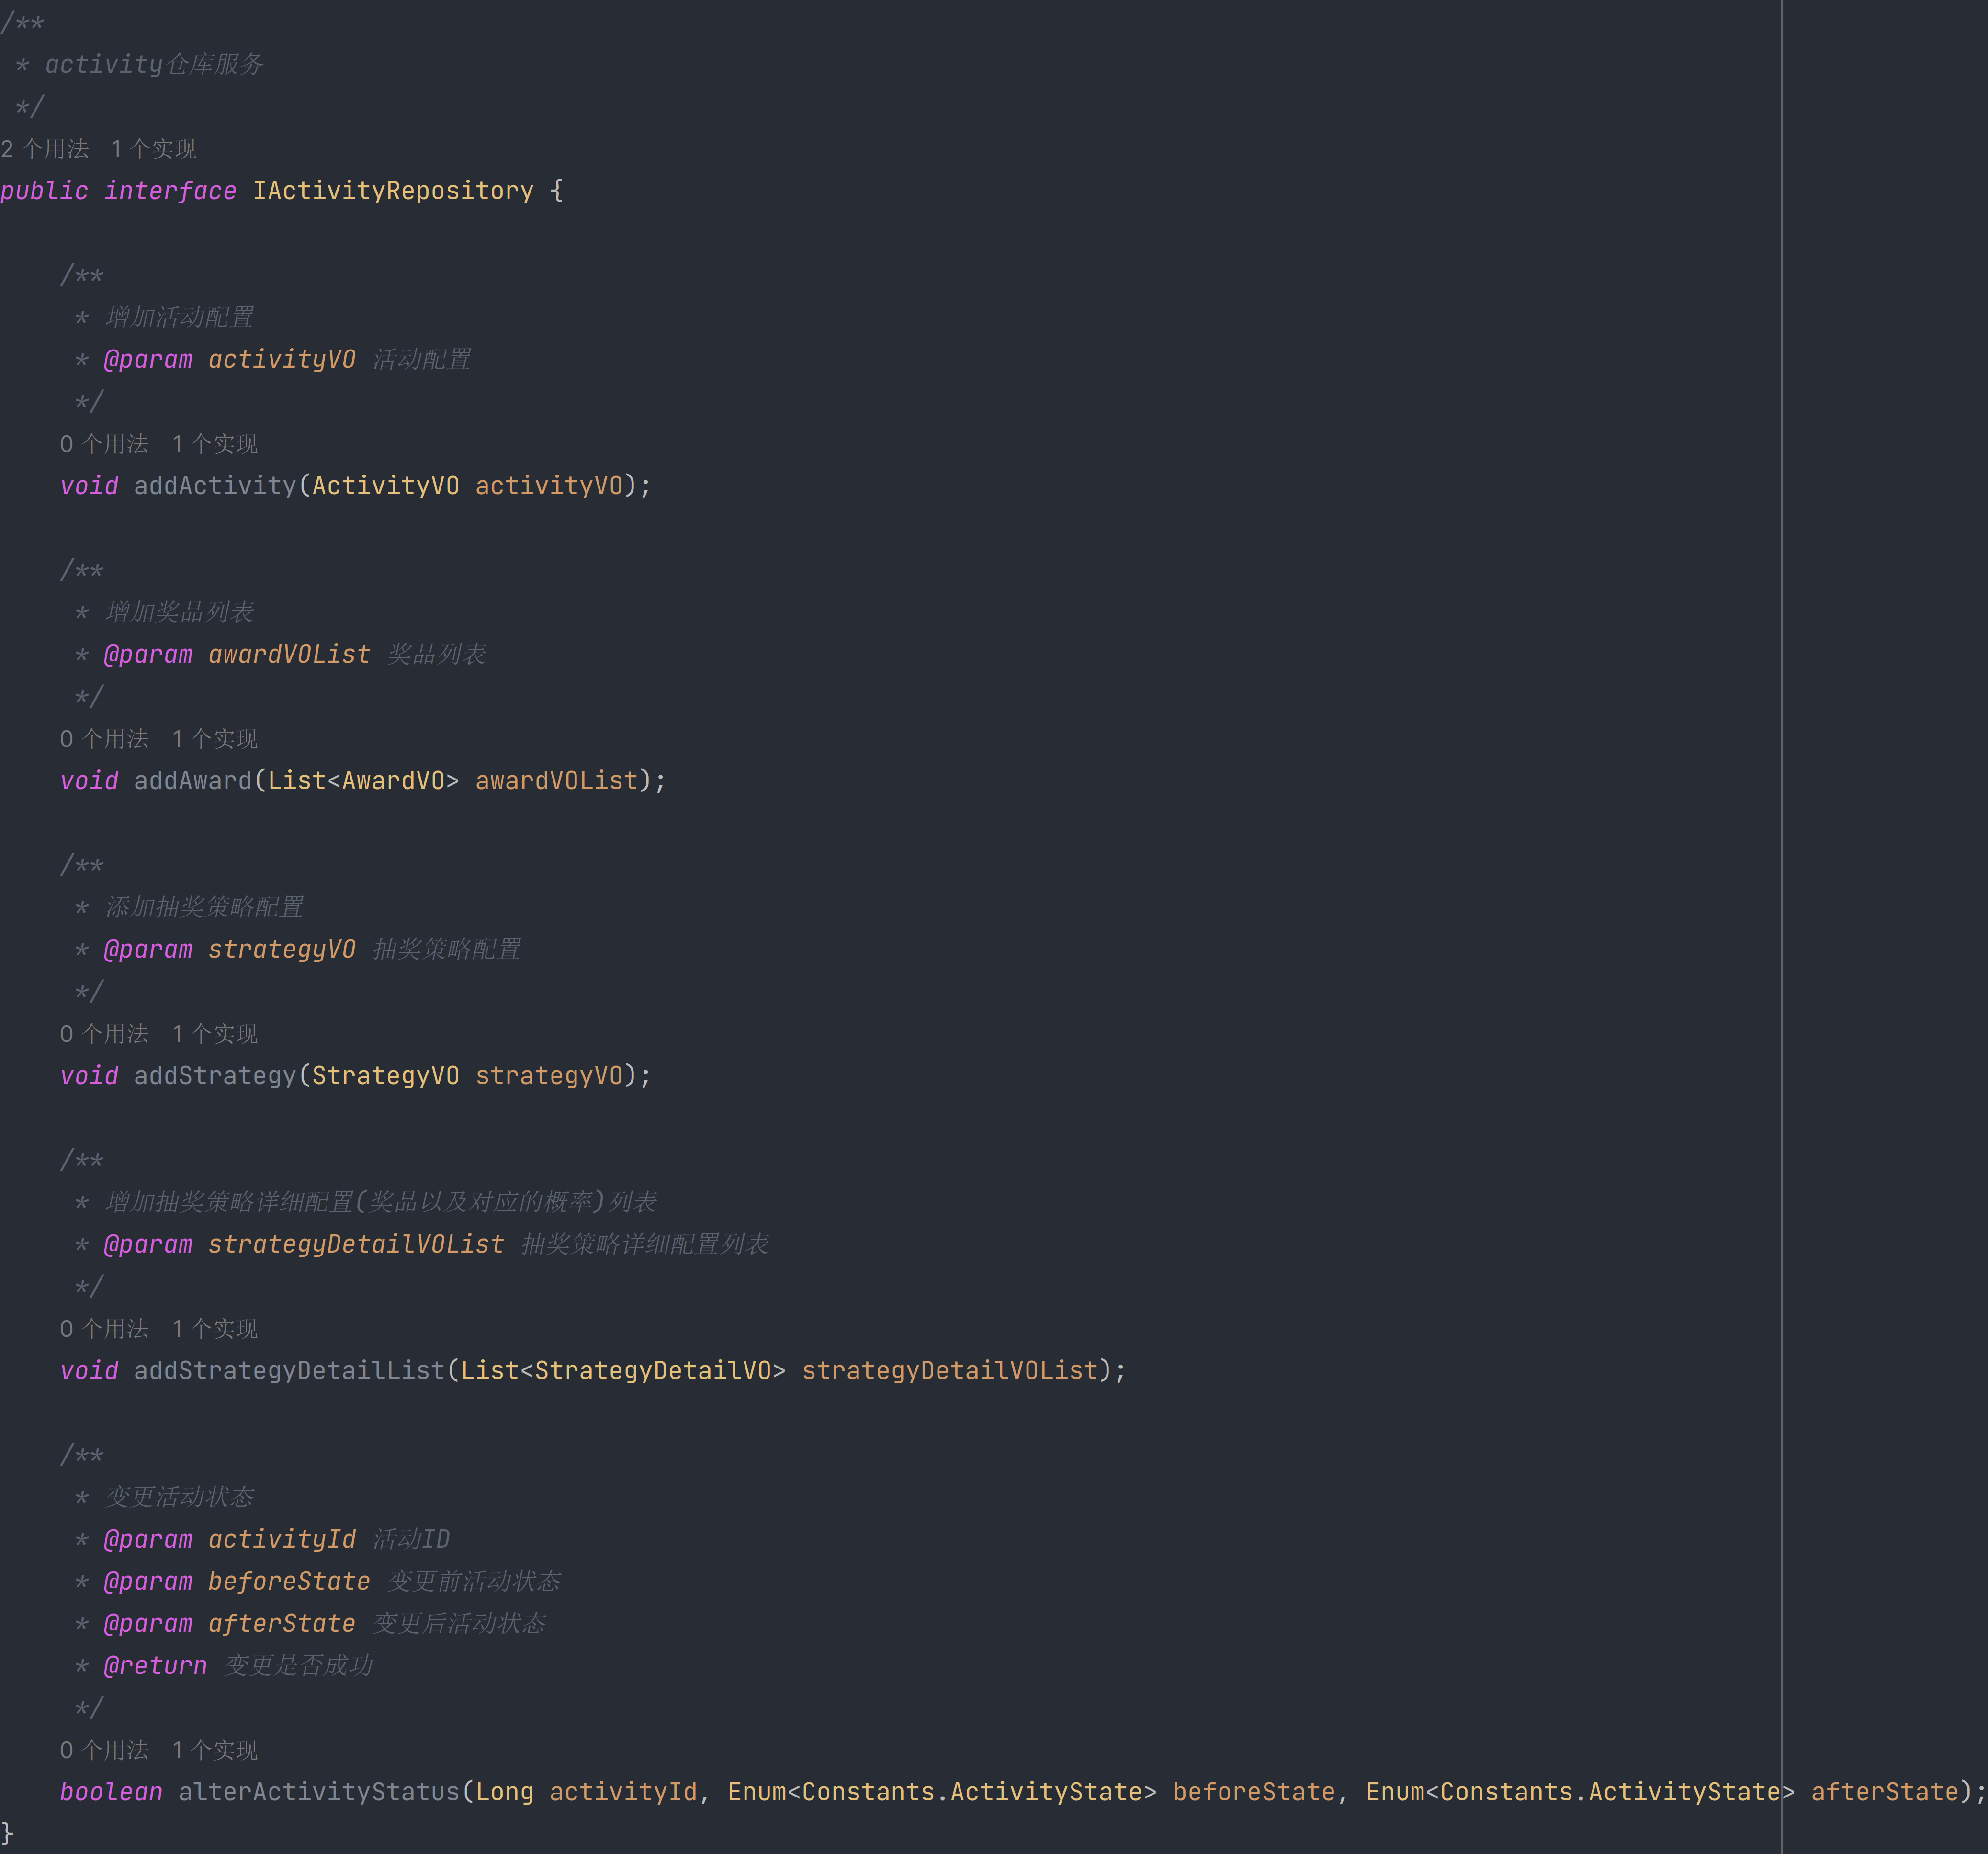 /**
 * activity仓库服务
 */
2 个用法   1 个实现
public interface IActivityRepository {
    /**
     * 增加活动配置
     * @param activityVO 活动配置
     */
    0 个用法   1 个实现
    void addActivity(ActivityVO activityVO);
    /**
     * 增加奖品列表
     * @param awardVOList 奖品列表
     */
    0 个用法   1 个实现
    void addAward(List<AwardVO> awardVOList);
    /**
     * 添加抽奖策略配置
     * @param strategyVO 抽奖策略配置
     */
    0 个用法   1 个实现
    void addStrategy(StrategyVO strategyVO);
    /**
     * 增加抽奖策略详细配置(奖品以及对应的概率)列表
     * @param strategyDetailVOList 抽奖策略详细配置列表
     */
    0 个用法   1 个实现
    void addStrategyDetailList(List<StrategyDetailVO> strategyDetailVOList);
    /**
     * 变更活动状态
     * @param activityId 活动ID
     * @param beforeState 变更前活动状态
     * @param afterState 变更后活动状态
     * @return 变更是否成功
     */
    0 个用法   1 个实现
    boolean alterActivityStatus(Long activityId, Enum<Constants.ActivityState> beforeState, Enum<Constants.ActivityState> afterState);
}